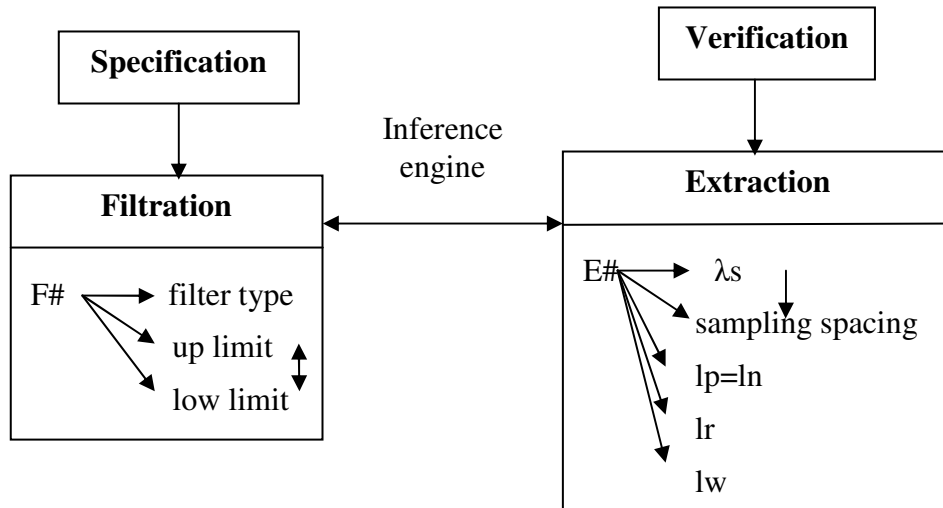 Specification
Verification
Inference
engine
Filtration
F#
filter type
up limit
low limit
Extraction
E#
λs
sampling spacing
lp=ln
lr
lw